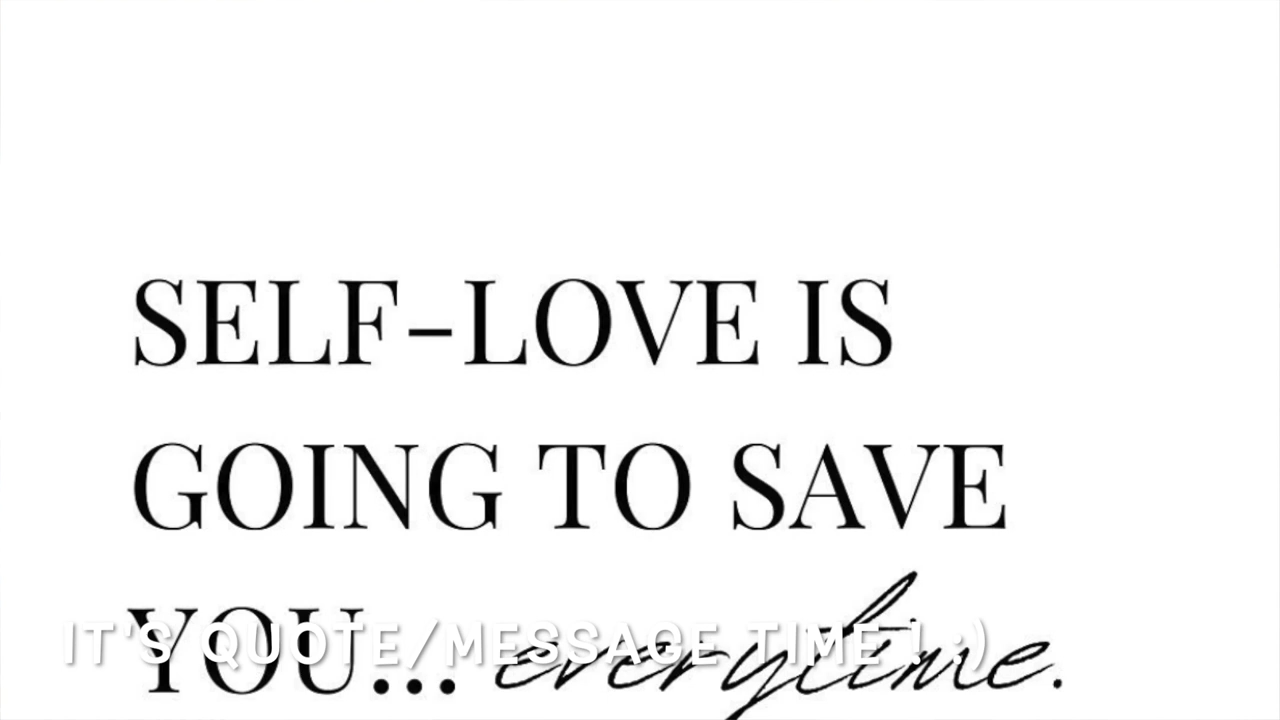 SELF-LOVE IS
GOING TO SAVE
YOU... everytime.
IT'S QUOTE/MESSAGE TIME ! ;)